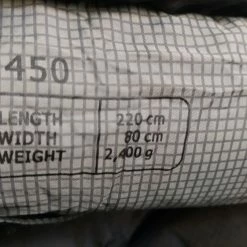 450
LENGTH 220 cm
WIDTH 80 cm
WEIGHT 2,400 g